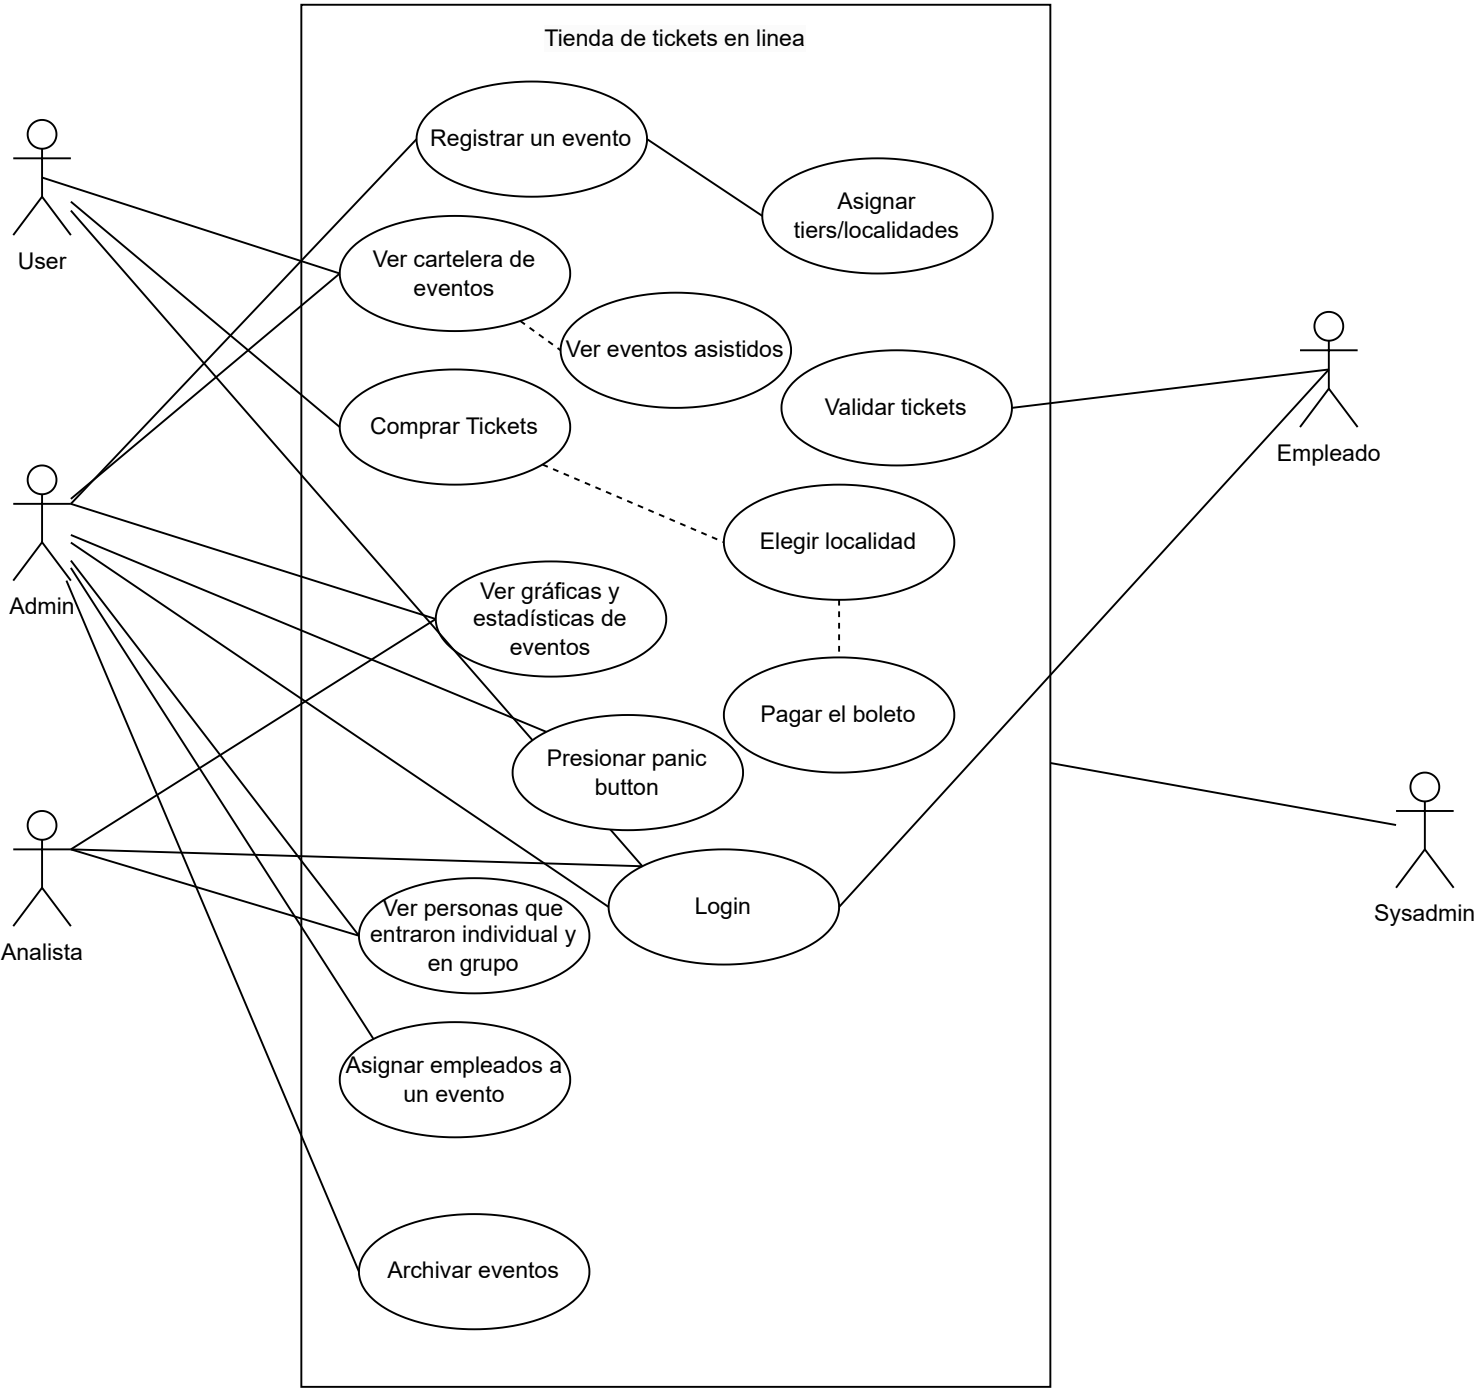 Tienda de tickets en linea
Registrar un evento
Asignar
tiers/localidades
User
Ver cartelera de
eventos
Ver eventos asistidos
Validar tickets
Comprar Tickets
Empleado
Elegir localidad
Admin
Ver gráficas y
estadísticas de
eventos
Pagar el boleto
Presionar panic
button
Analista
Ver personas que
entraron individual y
en grupo
Login
Sysadmin
Asignar empleados a
un evento
Archivar eventos